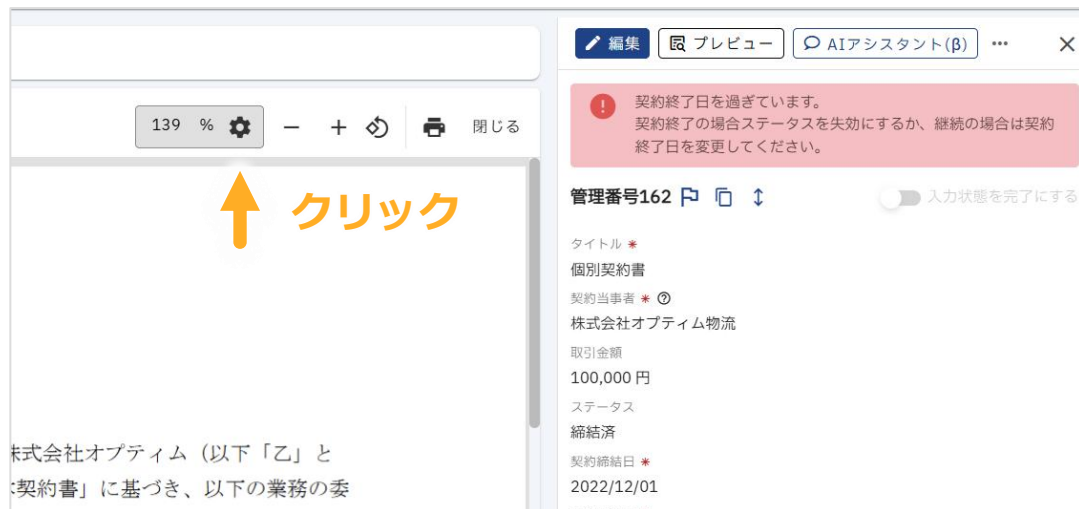 139 %
閉じる
クリック
株式会社オプティム（以下「乙」と
契約書」に基づき、以下の業務の委
編集
プレビュー
AIアシスタント(β)
契約終了日を過ぎています。
契約終了の場合ステータスを失効にするか、継続の場合は契約
終了日を変更してください。
管理番号162
入力状態を完了にする
タイトル *
個別契約書
契約当事者 *
株式会社オプティム物流
取引金額
100,000 円
ステータス
締結済
契約締結日 *
2022/12/01